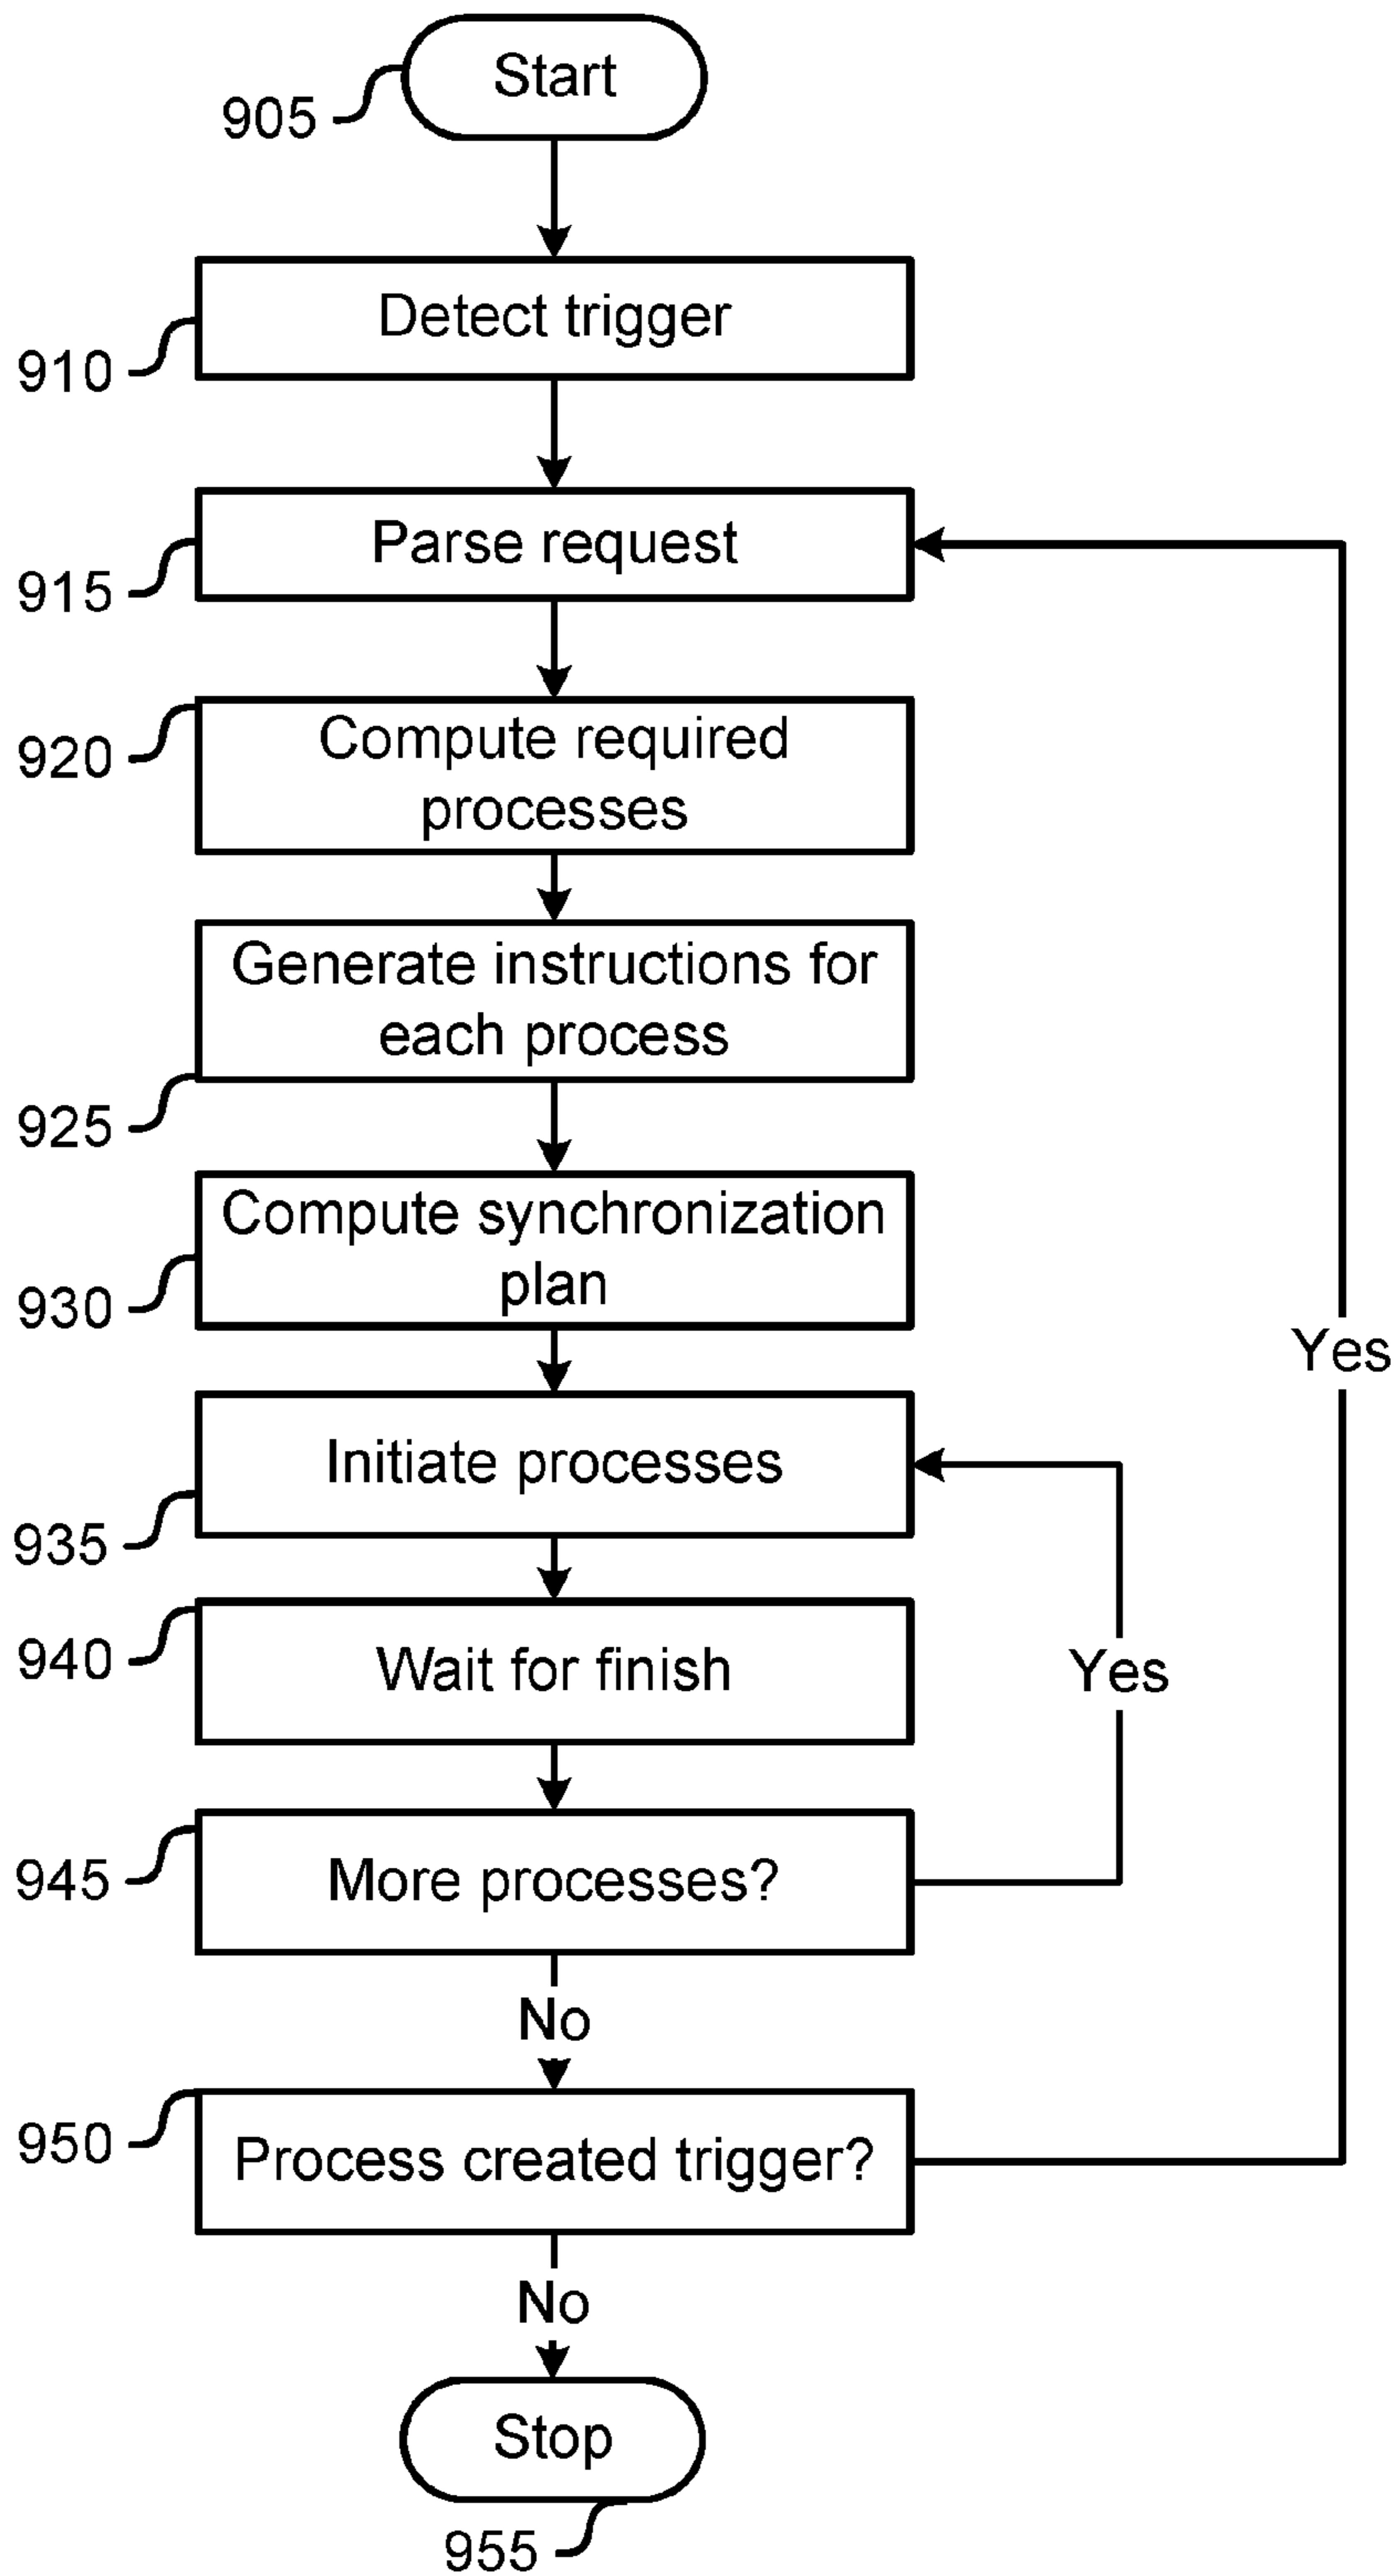 Start
905
Detect trigger
910
Parse request
915
Compute required
processes
920
Generate instructions for
each process
925
Compute synchronization
plan
930
Yes
Initiate processes
935
Wait for finish
940
Yes
More processes?
945
No
Process created trigger?
950
No
Stop
955